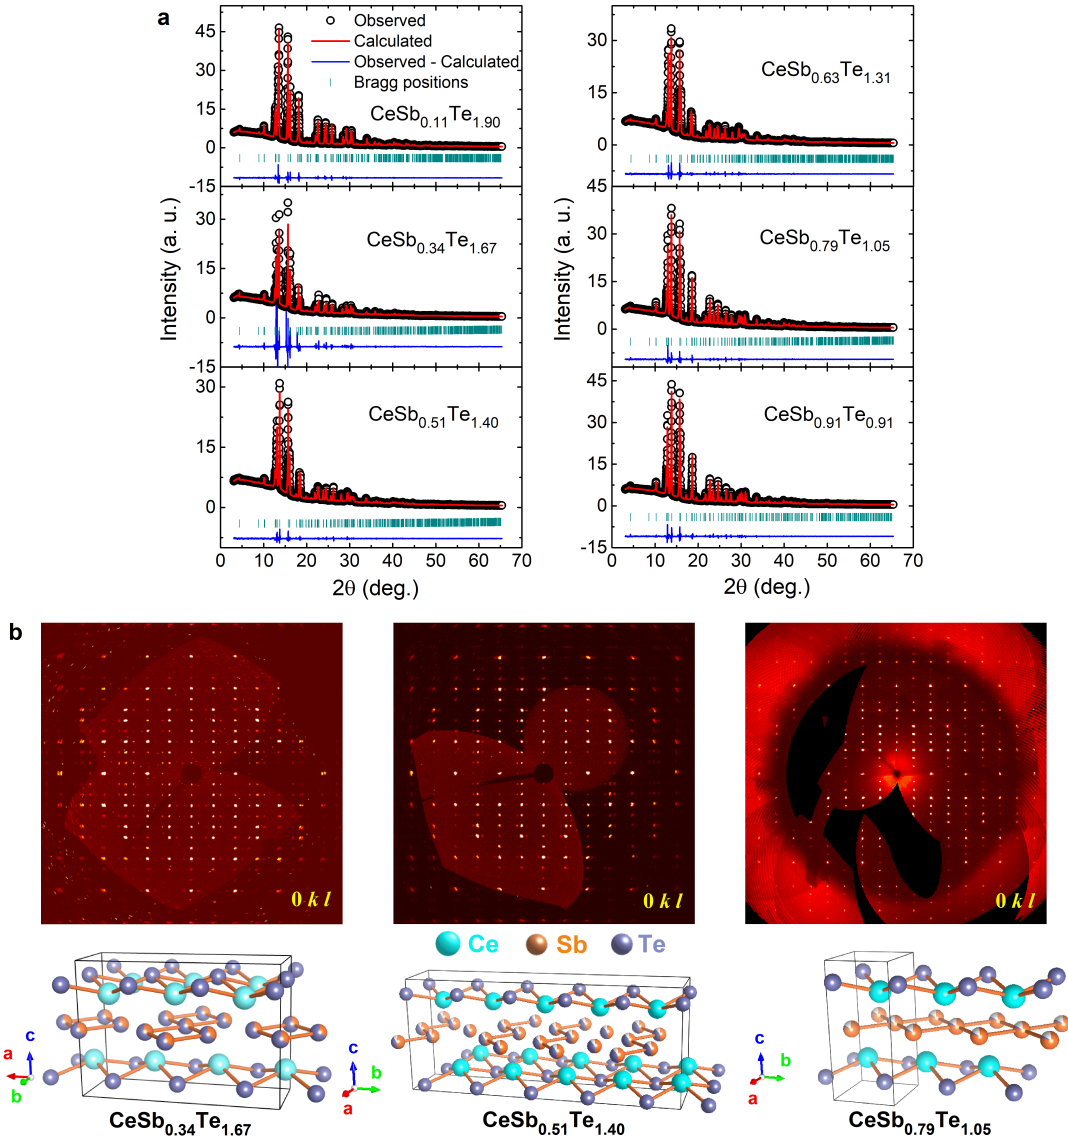 a
Observed
Calculated
Observed - Calculated
Bragg positions
CeSb0.11Te1.90
45
30
15
0
-15
CeSb0.34Te1.67
30
15
0
-15
CeSb0.51Te1.40
30
15
0
0 10 20 30 40 50 60 70
2θ (deg.)
Intensity (a. u.)
CeSb0.63Te1.31
30
15
0
45
CeSb0.79Te1.05
30
15
0
45
CeSb0.91Te0.91
30
15
0
-15
0 10 20 30 40 50 60 70
2θ (deg.)
Intensity (a. u.)
b
0 k l
0 k l
0 k l
Ce Sb Te
c
a
b
c
b
a
c
b
a
CeSb0.34Te1.67
CeSb0.51Te1.40
CeSb0.79Te1.05